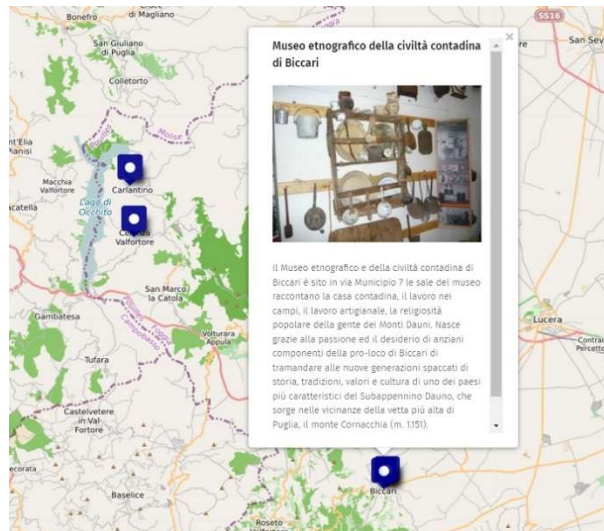 Bonefro
di Magliano
SS16
San Giuliano
di Puglia
Colletorto
Pianisi
Macchia
Valfortore
Carlantino
Lago di
Occhito
Valfortore
San Marco
la Catola
Gambatesa
Volturara
Appula
Tufara
Castelvetere
in Val
Fortore
Baselice
Roseto
Biccari
Lucera
Molise
Campobasso
Museo etnografico della civiltà contadina
di Biccari
×
Il Museo etnografico e della civiltà contadina di
Biccari è sito in via Municipio 7 le sale del museo
raccontano la casa contadina, il lavoro nei
campi, il lavoro artigianale, la religiosità
popolare della gente dei Monti Dauni. Nasce
grazie alla passione ed il desiderio di anziani
componenti della pro-loco di Biccari di
tramandare alle nuove generazioni spaccati di
storia, tradizioni, valori e cultura di uno dei paesi
più caratteristici del Subappennino Dauno, che
sorge nelle vicinanze della vetta più alta di
Puglia, il monte Cornacchia (m. 1.151).